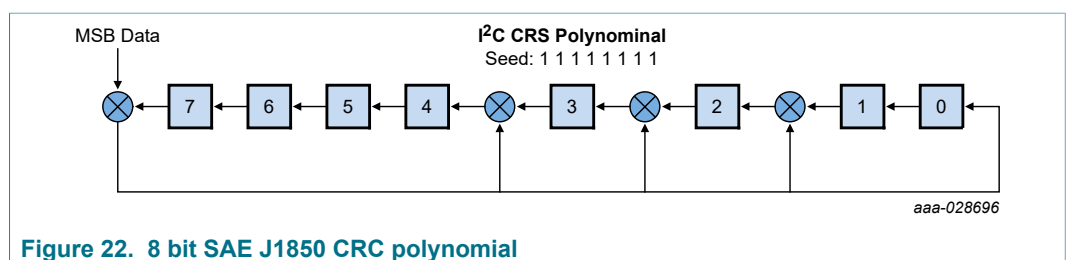 MSB Data
I²C CRS Polynominal
Seed: 1 1 1 1 1 1 1 1
7 6 5 4 3 2 1 0
aaa-028696
Figure 22. 8 bit SAE J1850 CRC polynomial